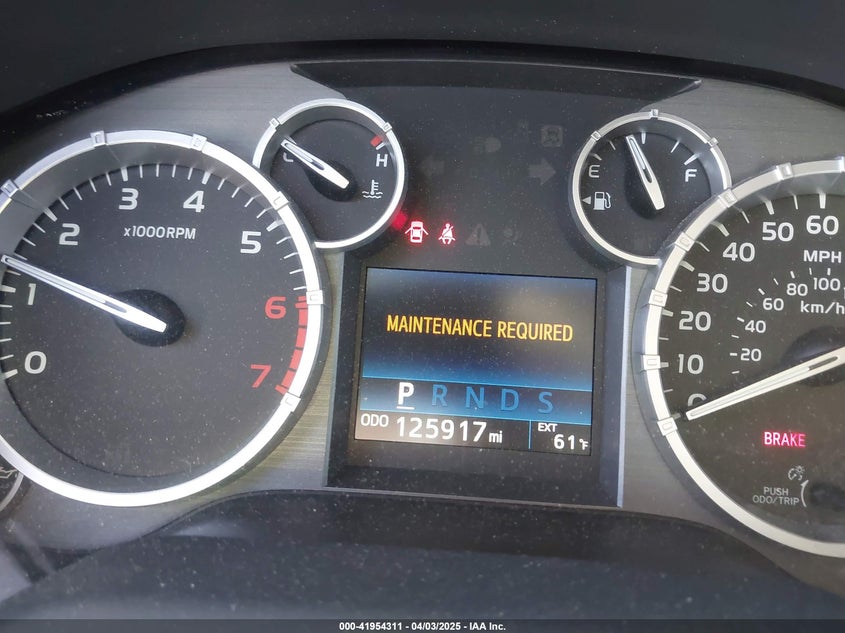 x1000RPM
0
1
2
3
4
5
6
7
C
H
E
F
MAINTENANCE REQUIRED
P R N D S
ODO 125917 mi
EXT 61°F
0
10
20
30
40
50
60
MPH
20
40
60
80
100
km/h
BRAKE
PUSH
ODO/TRIP
000-41954311 - 04/03/2025 - IAA Inc.